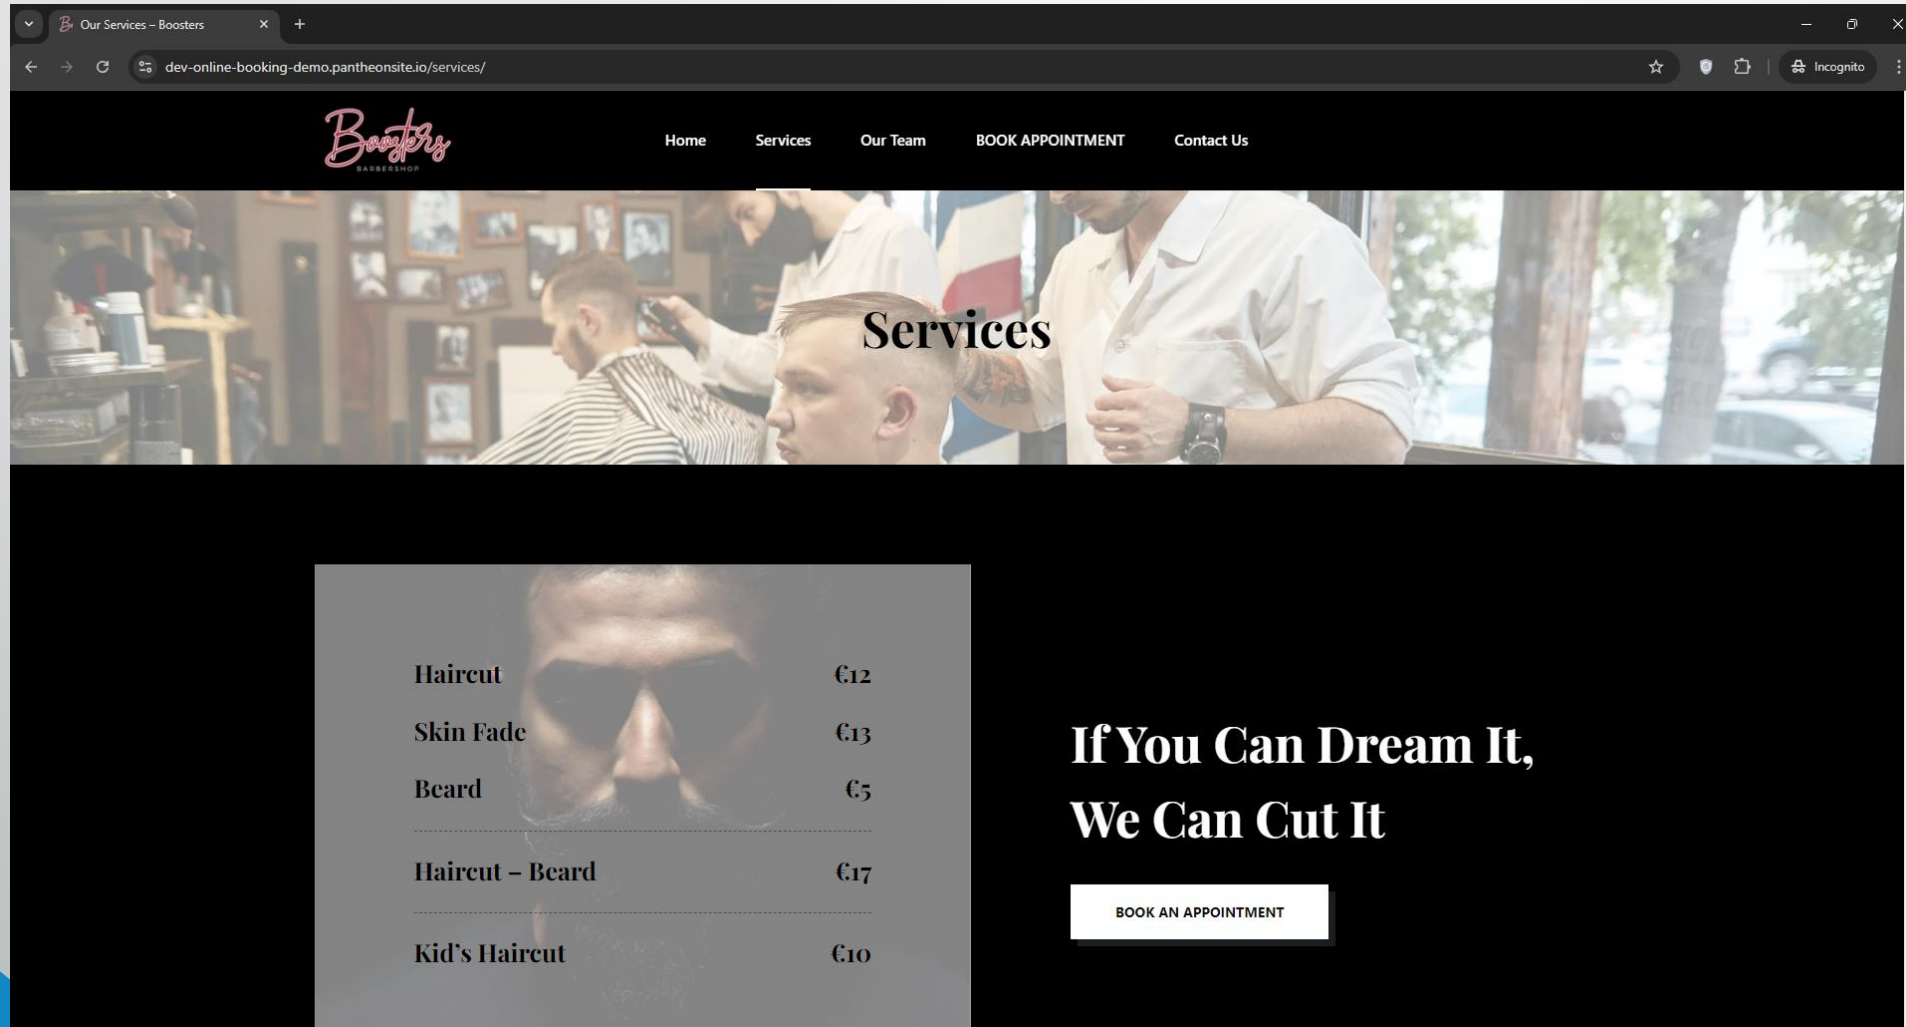 Our Services – Boosters
dev-online-booking-demo.pantheonsite.io/services/
Incognito
Boosters
BARBERSHOP
Home Services Our Team BOOK APPOINTMENT Contact Us
Services
Haircut €12
Skin Fade €13
Beard €5
Haircut – Beard €17
Kid's Haircut €10
If You Can Dream It,
We Can Cut It
BOOK AN APPOINTMENT